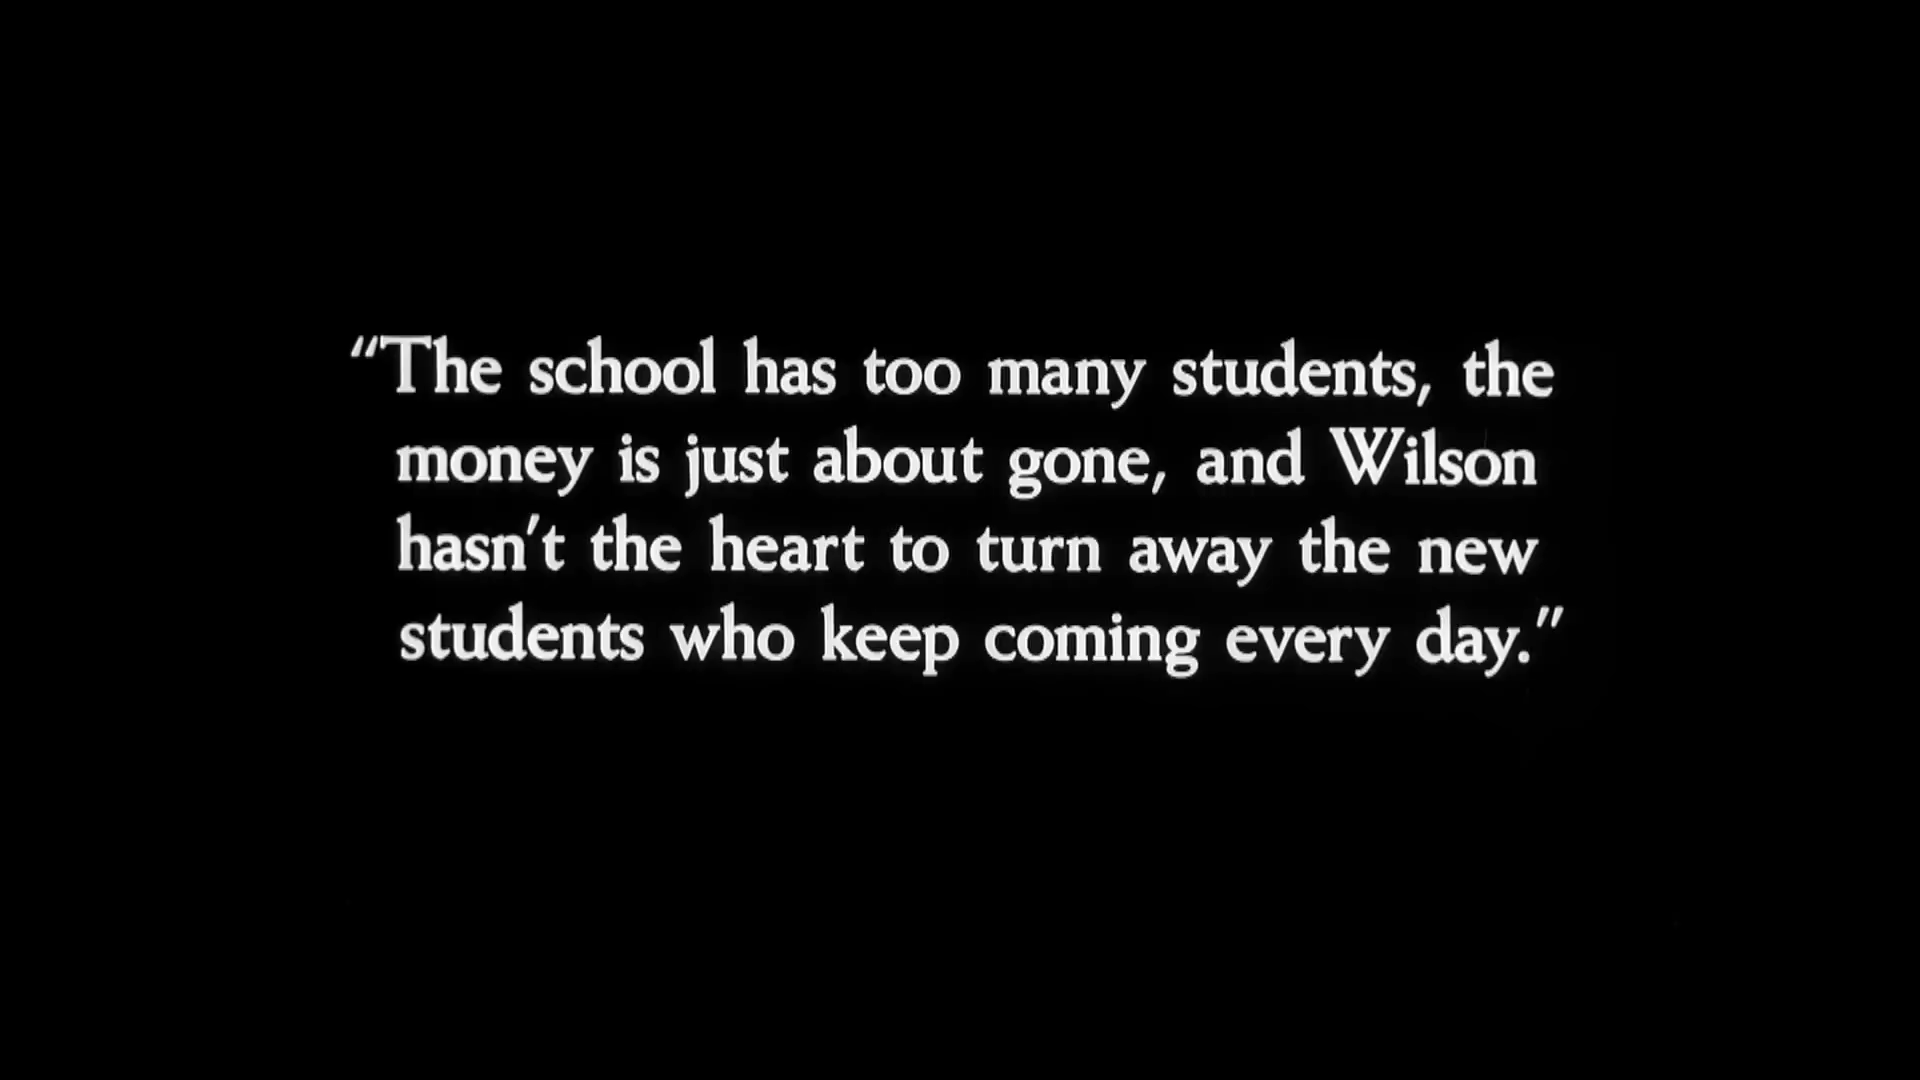 “The school has too many students, the
money is just about gone, and Wilson
hasn’t the heart to turn away the new
students who keep coming every day.”